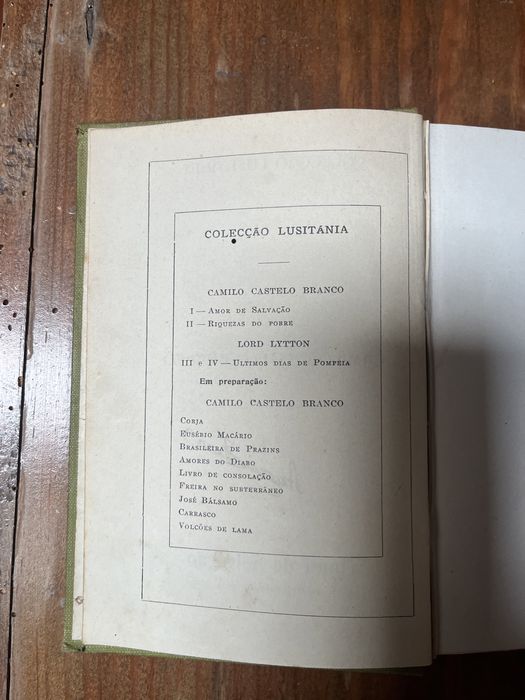 COLECÇÃO LUSITÂNIA
CAMILO CASTELO BRANCO
I — AMOR DE SALVAÇÃO
II — RIQUEZAS DO POBRE
LORD LYTTON
III e IV — ULTIMOS DIAS DE POMPEIA
Em preparação:
CAMILO CASTELO BRANCO
CORJA
EUSÉBIO MACÁRIO
BRASILEIRA DE PRAZINS
AMORES DO DIABO
LIVRO DE CONSOLAÇÃO
FREIRA NO SUBTERRÂNEO
JOSÉ BÁLSAMO
CARRASCO
VOLCÕES DE LAMA